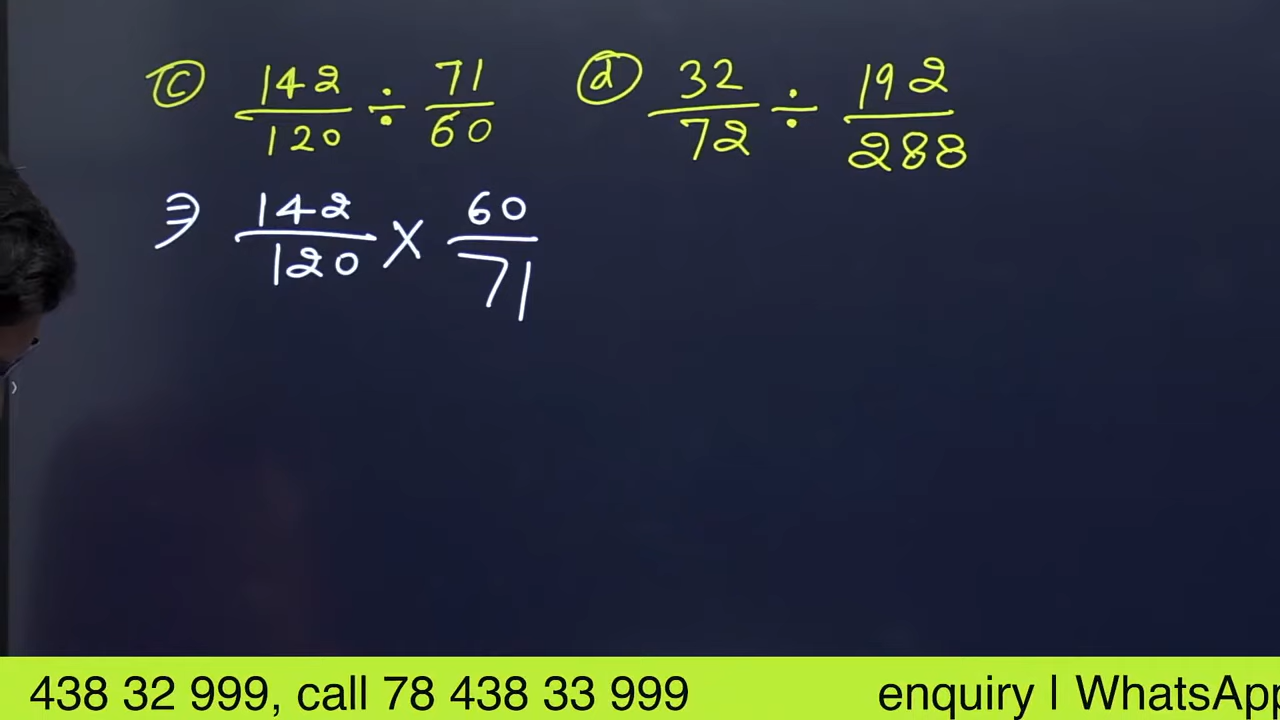 ⓒ 142/120 ÷ 71/60
ⓓ 32/72 ÷ 192/288
⇒ 142/120 × 60/71
438 32 999, call 78 438 33 999 enquiry I WhatsApp